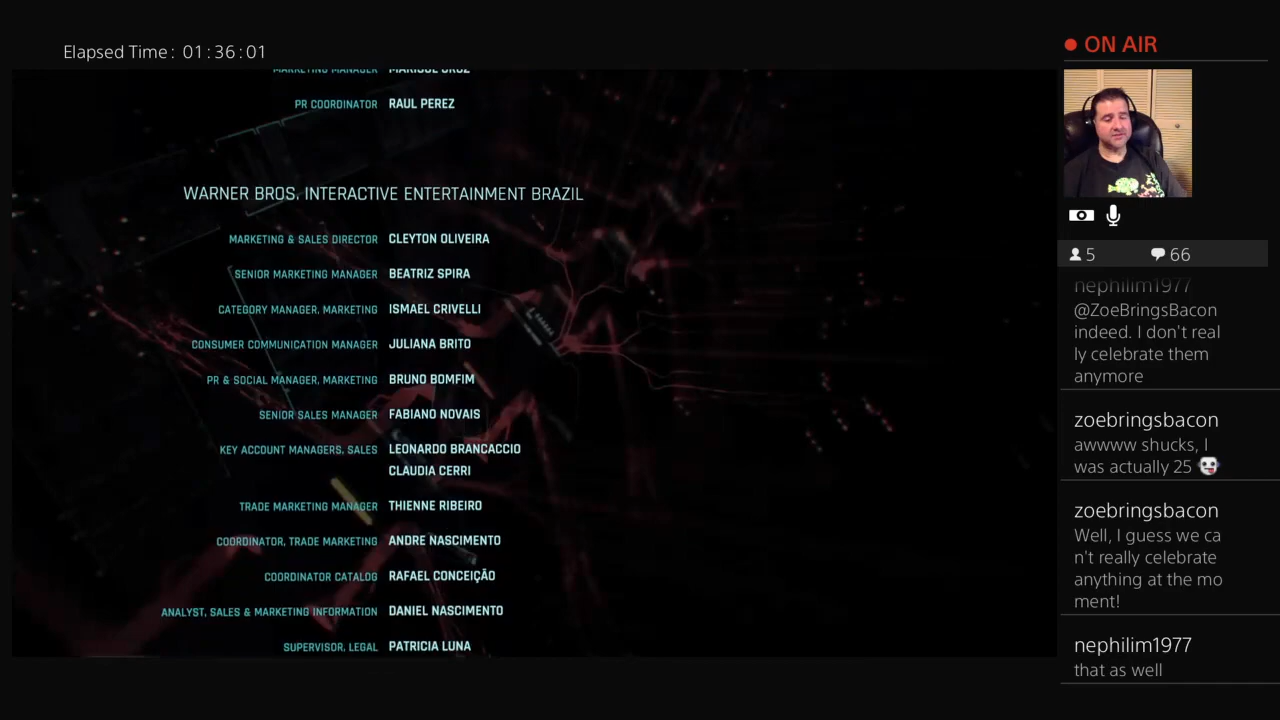 Elapsed Time: 01:36:01
ON AIR
MARKETING MANAGER MARISOL CRUZ
PR COORDINATOR RAUL PEREZ
WARNER BROS. INTERACTIVE ENTERTAINMENT BRAZIL
MARKETING & SALES DIRECTOR CLEYTON OLIVEIRA
SENIOR MARKETING MANAGER BEATRIZ SPIRA
CATEGORY MANAGER, MARKETING ISMAEL CRIVELLI
CONSUMER COMMUNICATION MANAGER JULIANA BRITO
PR & SOCIAL MANAGER, MARKETING BRUNO BOMFIM
SENIOR SALES MANAGER FABIANO NOVAIS
KEY ACCOUNT MANAGERS, SALES LEONARDO BRANCACCIO
CLAUDIA CERRI
TRADE MARKETING MANAGER THIENNE RIBEIRO
COORDINATOR, TRADE MARKETING ANDRE NASCIMENTO
COORDINATOR CATALOG RAFAEL CONCEIÇÃO
ANALYST, SALES & MARKETING INFORMATION DANIEL NASCIMENTO
SUPERVISOR, LEGAL PATRICIA LUNA
5 66
nephilim1977
@ZoeBringsBacon
indeed. I don't real
ly celebrate them
anymore
zoebringsbacon
awwww shucks, I
was actually 25
zoebringsbacon
Well, I guess we ca
n't really celebrate
anything at the mo
ment!
nephilim1977
that as well